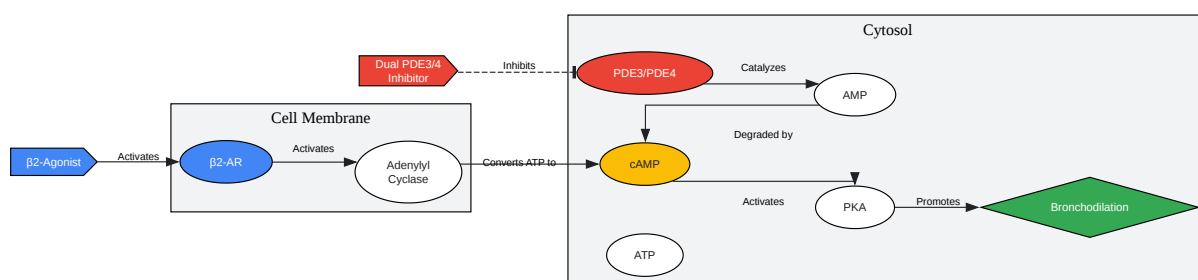 Cytosol
Dual PDE3/4
Inhibitor
Inhibits
PDE3/PDE4
Catalyzes
AMP
Cell Membrane
Degraded by
β2-Agonist
Activates
β2-AR
Activates
Adenylyl
Cyclase
Converts ATP to
cAMP
Activates
PKA
Promotes
Bronchodilation
ATP